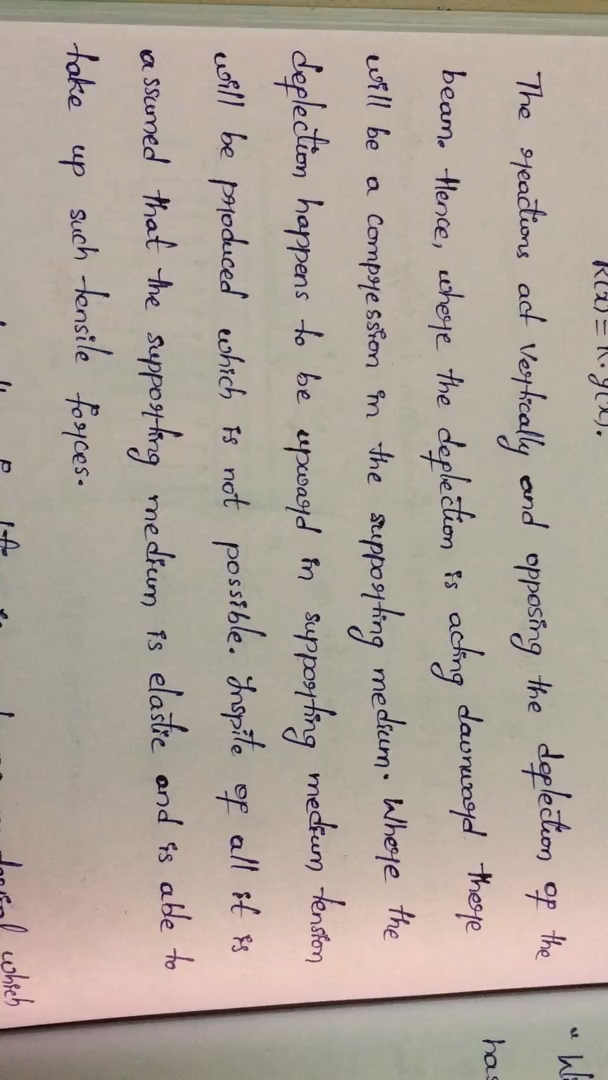 R(x) = K.y(x).
The reactions act vertically and opposing the deflection of the
beam. Hence, where the deflection is acting downward there
will be a compression in the supporting medium. Where the
deflection happens to be upward in supporting medium tension
will be produced which is not possible. Inspite of all it is
assumed that the supporting medium is elastic and is able to
take up such tensile forces.
which